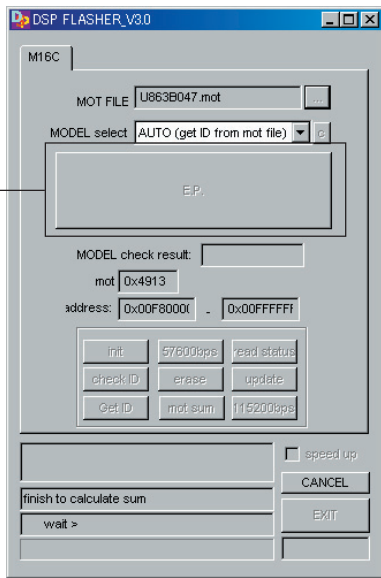 DSP FLASHER_V3.0
M16C
MOT FILE U863B047.mot ...
MODEL select AUTO (get ID from mot file) c
E.P.
MODEL check result:
mot 0x4913
address: 0x00F8000( - 0x00FFFFFF
init 57600bps read status
check ID erase update
Get ID mot sum 115200bps
speed up
CANCEL
finish to calculate sum
EXIT
wait >